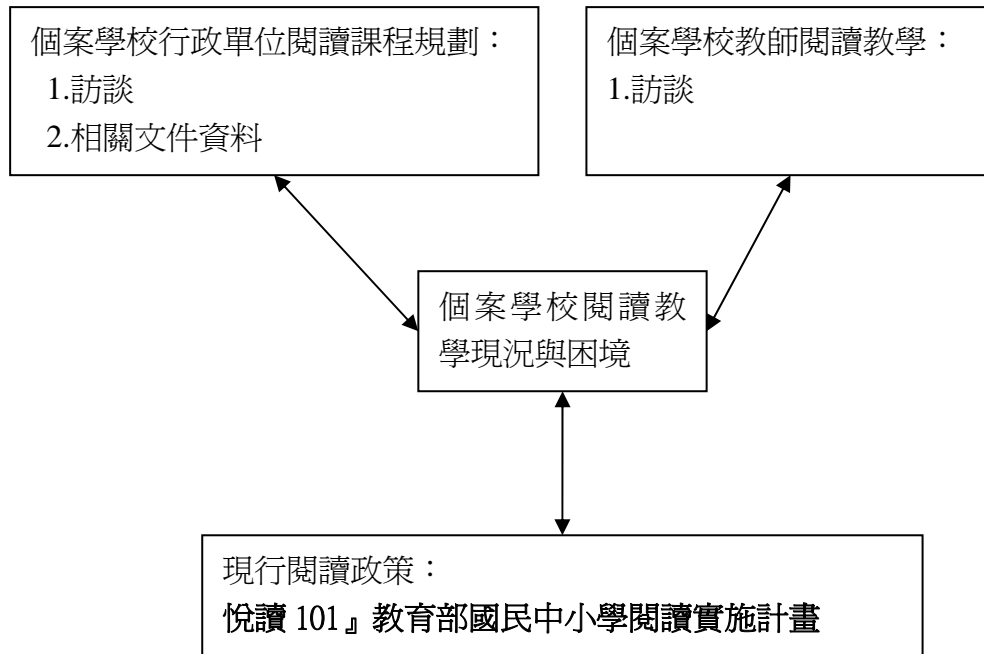 個案學校行政單位閱讀課程規劃：
1.訪談
2.相關文件資料
個案學校教師閱讀教學：
1.訪談
個案學校閱讀教
學現況與困境
現行閱讀政策：
悅讀 101』教育部國民中小學閱讀實施計畫